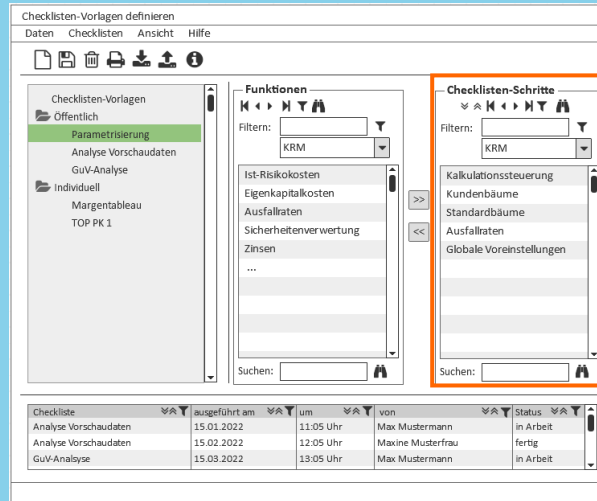 Checklisten-Vorlagen definieren
Daten Checklisten Ansicht Hilfe
Checklisten-Vorlagen
Öffentlich
Parametrisierung
Analyse Vorschaudaten
GuV-Analyse
Individuell
Margentableau
TOP PK 1
Funktionen
Filtern:
KRM
Ist-Risikokosten
Eigenkapitalkosten
Ausfallraten
Sicherheitenverwertung
Zinsen
...
Suchen:
>>
<<
Checklisten-Schritte
Filtern:
KRM
Kalkulationssteuerung
Kundenbäume
Standardbäume
Ausfallraten
Globale Voreinstellungen
Suchen:
Checkliste ausgeführt am um von Status
Analyse Vorschaudaten 15.01.2022 11:05 Uhr Max Mustermann in Arbeit
Analyse Vorschaudaten 15.02.2022 12:05 Uhr Maxine Musterfrau fertig
GuV-Analsyse 15.03.2022 13:05 Uhr Max Mustermann in Arbeit